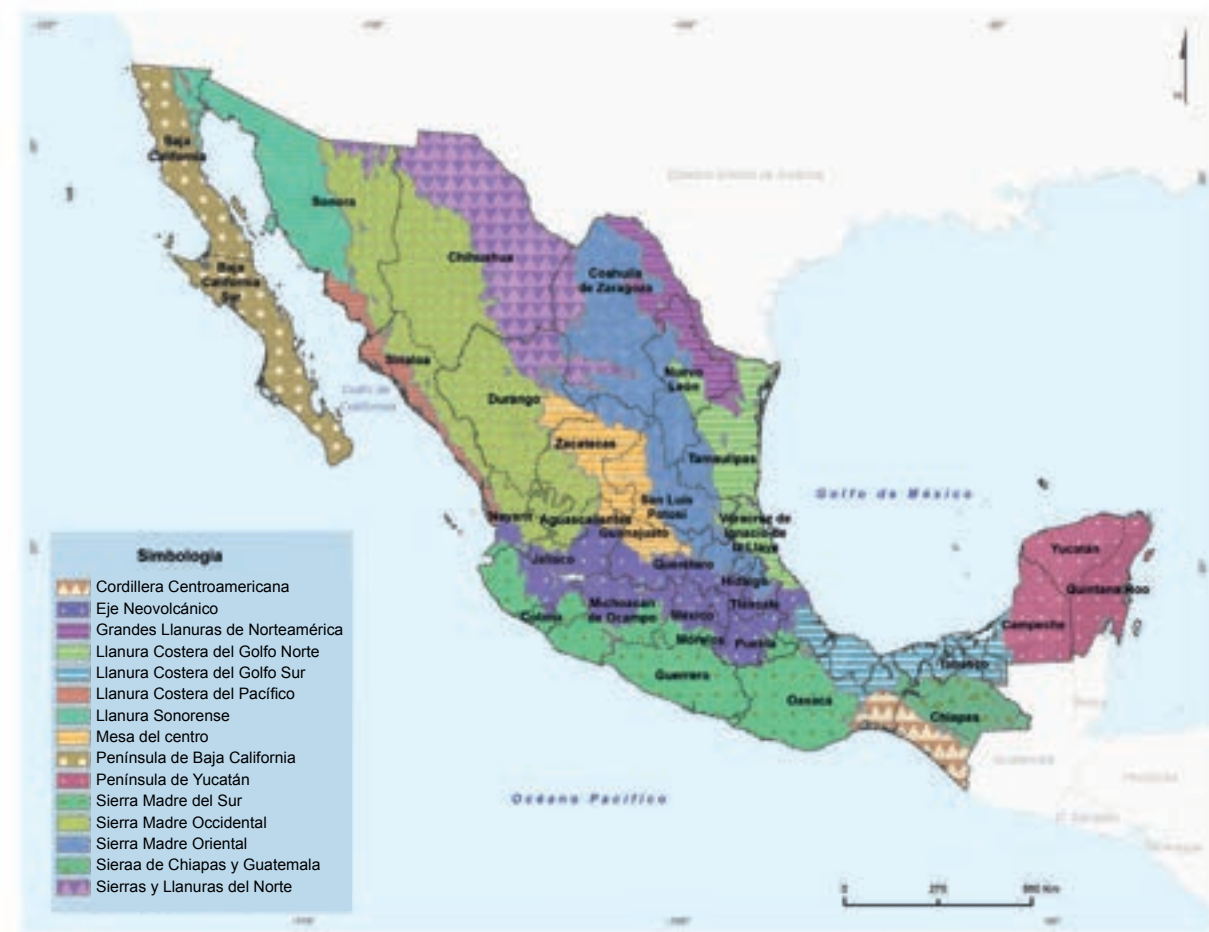 Baja
California
Sonora
Chihuahua
Coahuila
de Zaragoza
Baja
California
Sur
Sinaloa
Golfo de
California
Nuevo
León
Durango
Zacatecas
Tamaulipas
San Luis
Potosí
Golfo de México
Nayarit
Aguascalientes
Guanajuato
Veracruz de
Ignacio de
la Llave
Jalisco
Querétaro
Hidalgo
Colima
Michoacan
de Ocampo
México
Tlaxcala
Morelos
Puebla
Guerrero
Oaxaca
Tabasco
Chiapas
Yucatán
Quintana Roo
Campeche
Océano Pacífico
Simbología
Cordillera Centroamericana
Eje Neovolcánico
Grandes Llanuras de Norteamérica
Llanura Costera del Golfo Norte
Llanura Costera del Golfo Sur
Llanura Costera del Pacífico
Llanura Sonorense
Mesa del centro
Península de Baja California
Península de Yucatán
Sierra Madre del Sur
Sierra Madre Occidental
Sierra Madre Oriental
Sieraa de Chiapas y Guatemala
Sierras y Llanuras del Norte
0 275